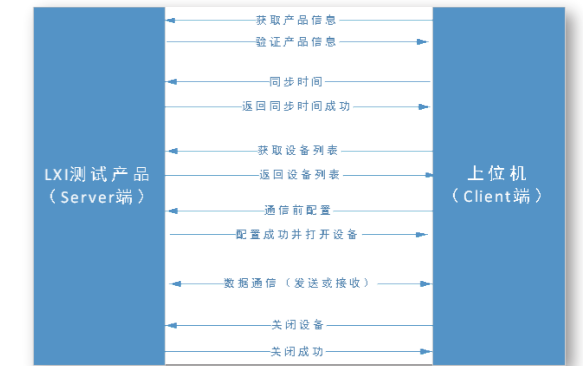 获取产品信息
验证产品信息
同步时间
返回同步时间成功
获取设备列表
返回设备列表
通信前配置
配置成功并打开设备
数据通信（发送或接收）
关闭设备
关闭成功
LXI测试产品
（Server端）
上位机
（Client端）